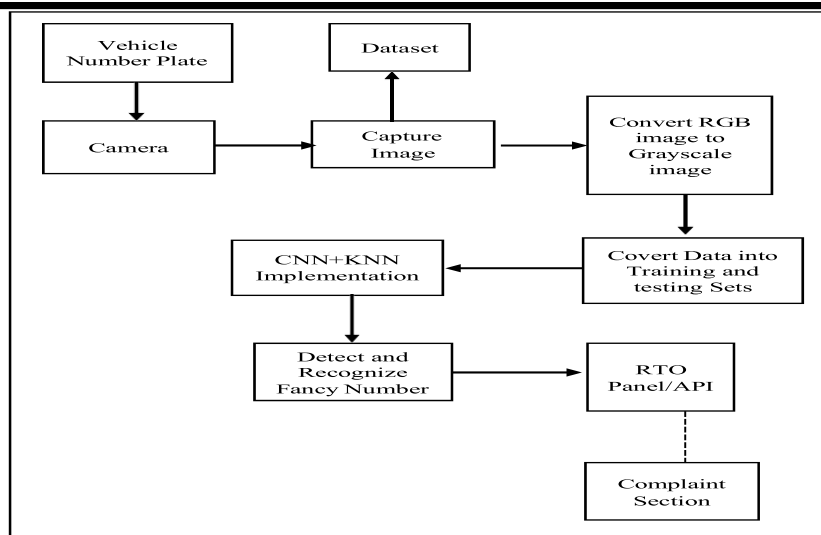 Vehicle
Number Plate
Dataset
Camera
Capture
Image
Convert RGB
image to
Grayscale
image
CNN+KNN
Implementation
Covert Data into
Training and
testing Sets
Detect and
Recognize
Fancy Number
RTO
Panel/API
Complaint
Section